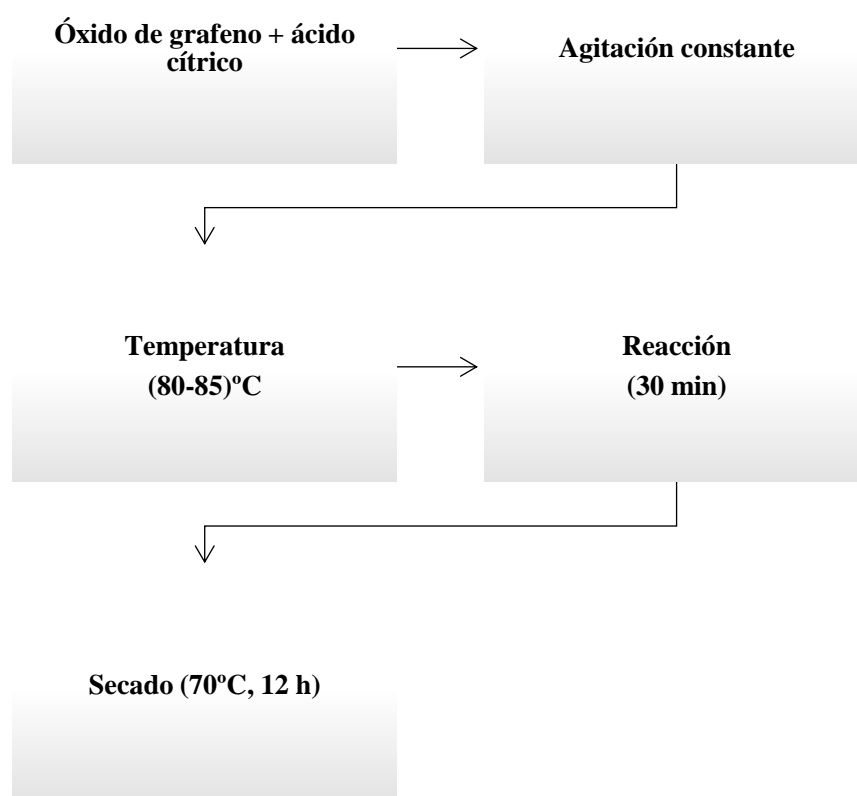 Óxido de grafeno + ácido
cítrico
Agitación constante
Temperatura
(80-85)ºC
Reacción
(30 min)
Secado (70ºC, 12 h)